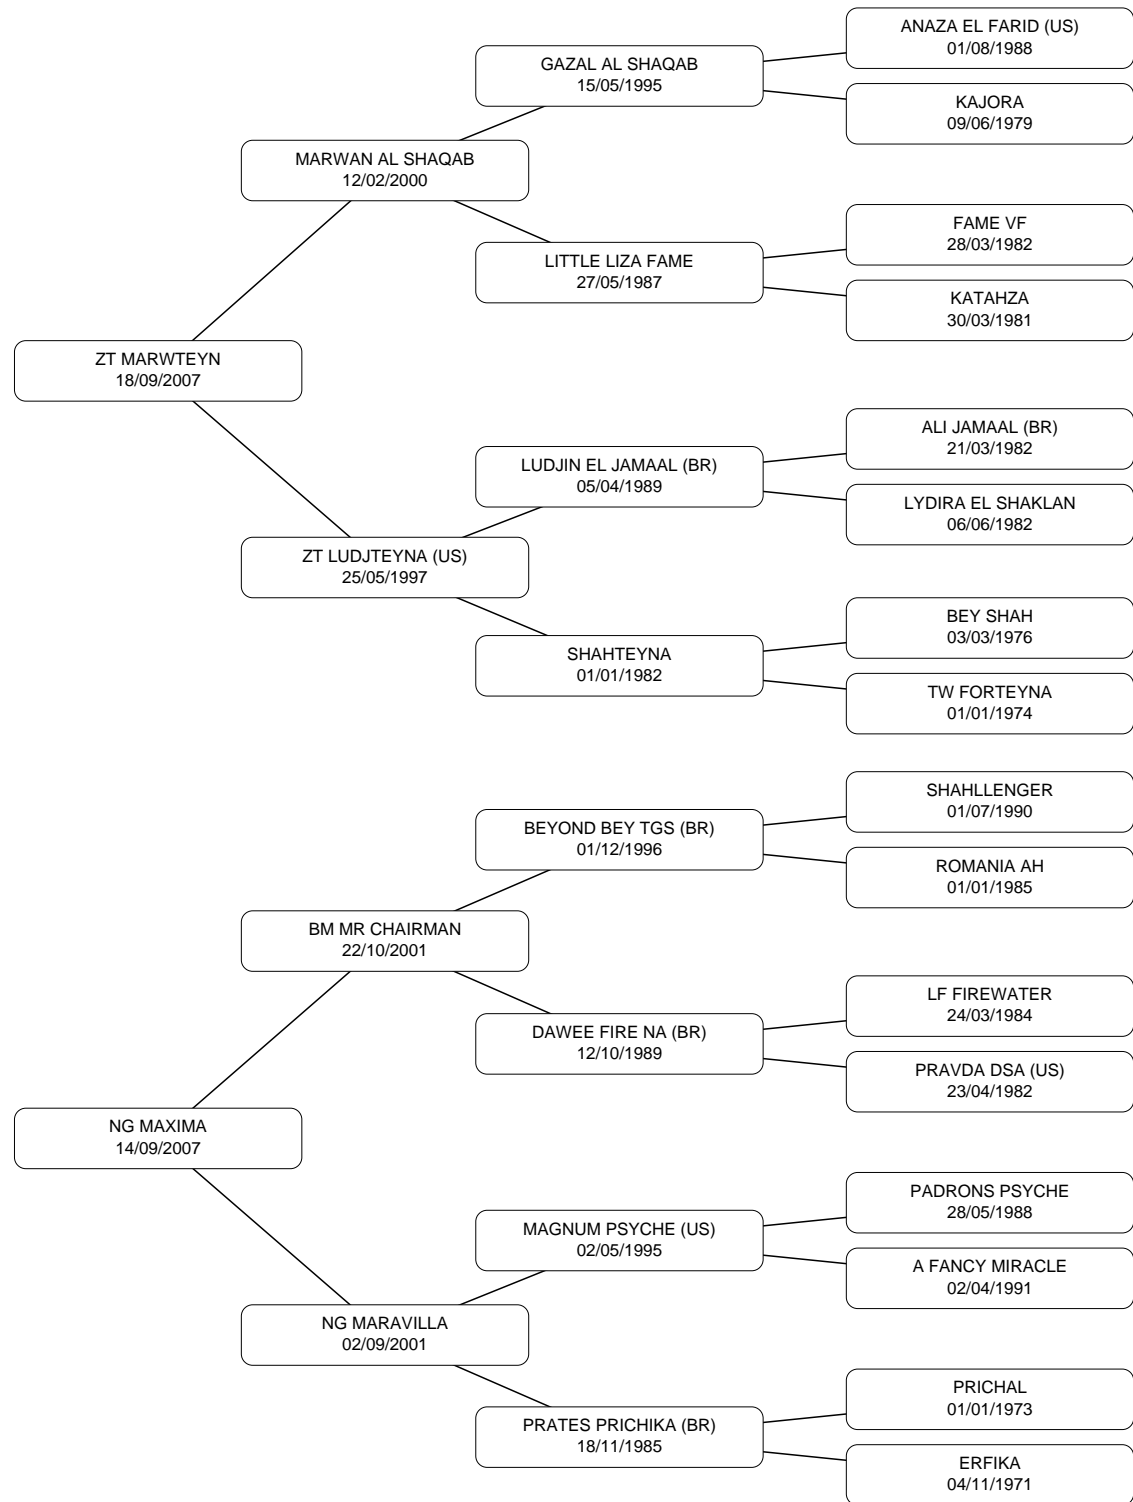 ANAZA EL FARID (US)
01/08/1988
GAZAL AL SHAQAB
15/05/1995
KAJORA
09/06/1979
MARWAN AL SHAQAB
12/02/2000
FAME VF
28/03/1982
LITTLE LIZA FAME
27/05/1987
KATAHZA
30/03/1981
ZT MARWTEYN
18/09/2007
ALI JAMAAL (BR)
21/03/1982
LUDJIN EL JAMAAL (BR)
05/04/1989
LYDIRA EL SHAKLAN
06/06/1982
ZT LUDJTEYNA (US)
25/05/1997
BEY SHAH
03/03/1976
SHAHTEYNA
01/01/1982
TW FORTEYNA
01/01/1974
SHAHLLENGER
01/07/1990
BEYOND BEY TGS (BR)
01/12/1996
ROMANIA AH
01/01/1985
BM MR CHAIRMAN
22/10/2001
LF FIREWATER
24/03/1984
DAWEE FIRE NA (BR)
12/10/1989
PRAVDA DSA (US)
23/04/1982
NG MAXIMA
14/09/2007
PADRONS PSYCHE
28/05/1988
MAGNUM PSYCHE (US)
02/05/1995
A FANCY MIRACLE
02/04/1991
NG MARAVILLA
02/09/2001
PRICHAL
01/01/1973
PRATES PRICHIKA (BR)
18/11/1985
ERFIKA
04/11/1971